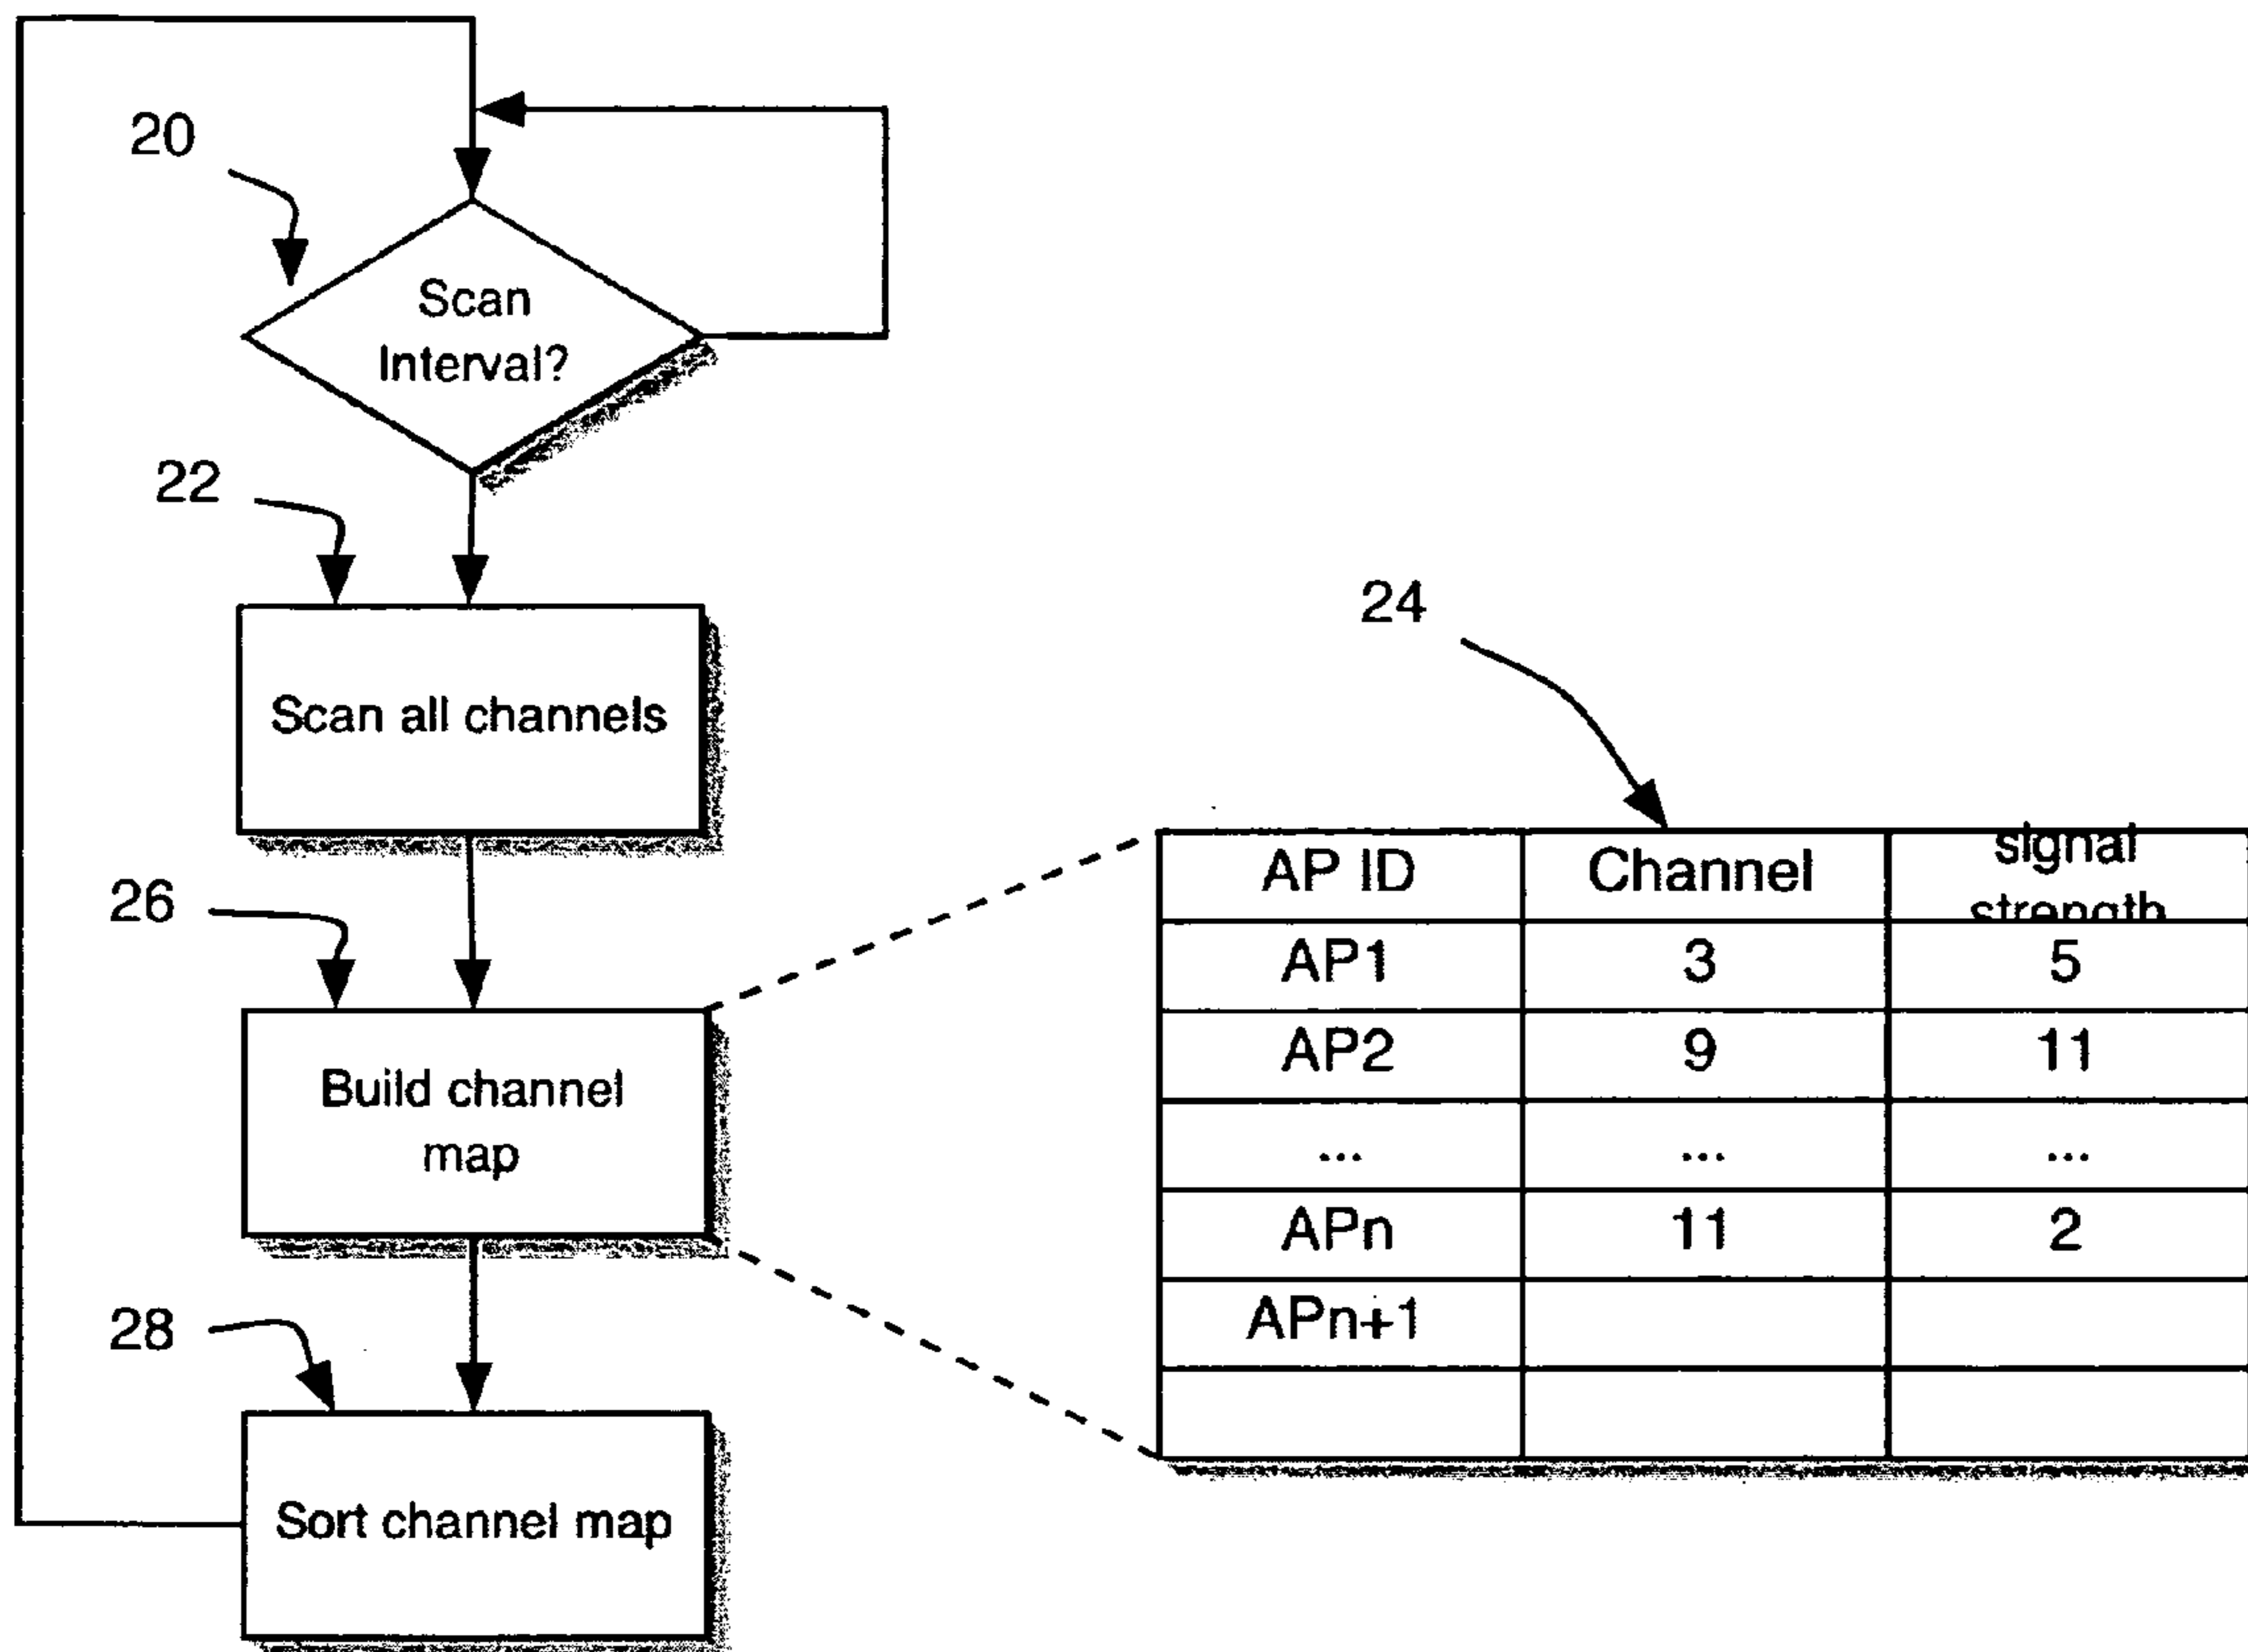 20
Scan
Interval?
22
Scan all channels
24
26
Build channel
map
28
Sort channel map
AP ID Channel signal
strength
AP1 3 5
AP2 9 11
... ... ...
APn 11 2
APn+1